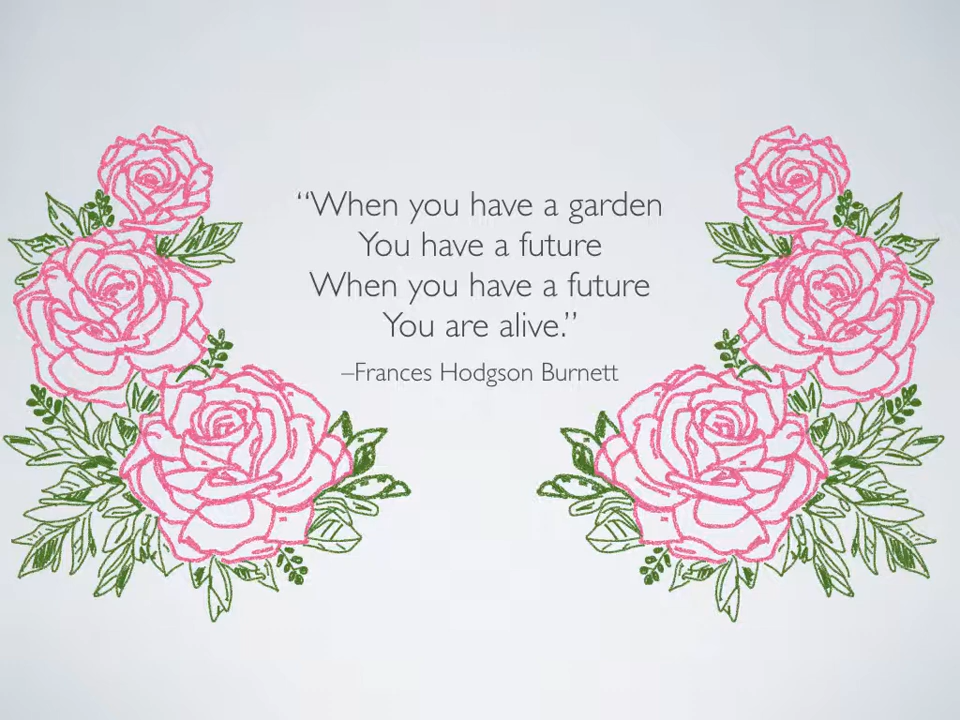 “When you have a garden
You have a future
When you have a future
You are alive.”
–Frances Hodgson Burnett